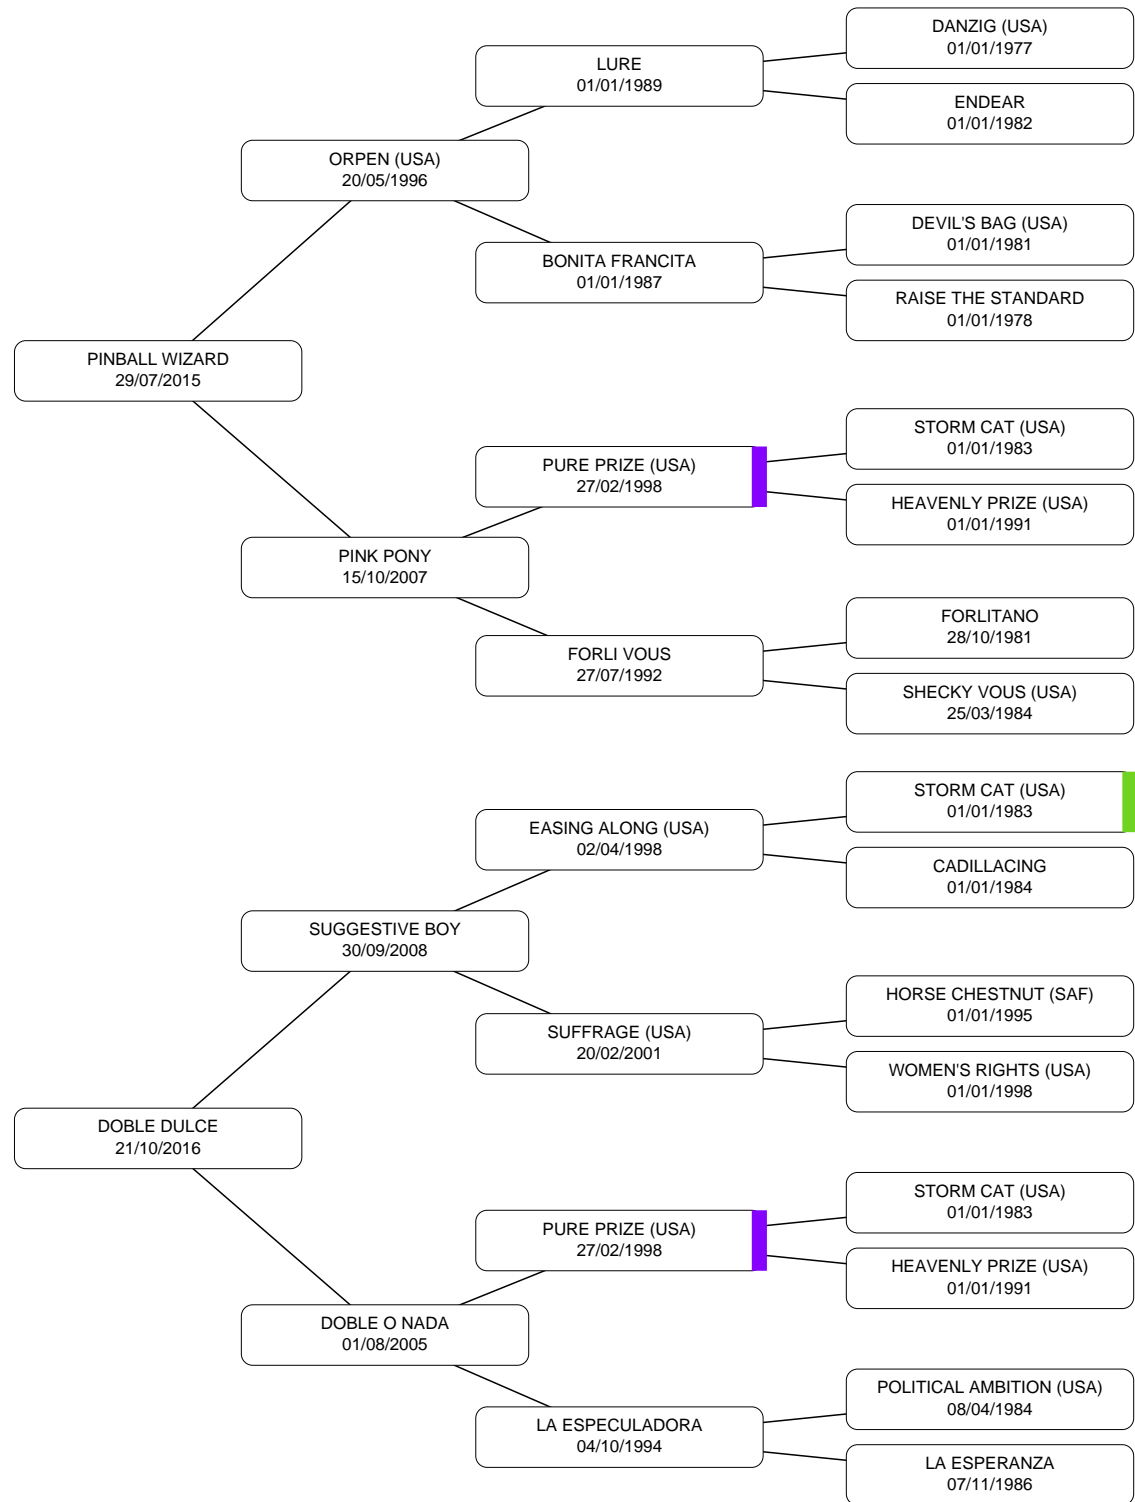 DANZIG (USA)
01/01/1977
LURE
01/01/1989
ENDEAR
01/01/1982
ORPEN (USA)
20/05/1996
DEVIL'S BAG (USA)
01/01/1981
BONITA FRANCITA
01/01/1987
RAISE THE STANDARD
01/01/1978
PINBALL WIZARD
29/07/2015
STORM CAT (USA)
01/01/1983
PURE PRIZE (USA)
27/02/1998
HEAVENLY PRIZE (USA)
01/01/1991
PINK PONY
15/10/2007
FORLITANO
28/10/1981
FORLI VOUS
27/07/1992
SHECKY VOUS (USA)
25/03/1984
STORM CAT (USA)
01/01/1983
EASING ALONG (USA)
02/04/1998
CADILLACING
01/01/1984
SUGGESTIVE BOY
30/09/2008
HORSE CHESTNUT (SAF)
01/01/1995
SUFFRAGE (USA)
20/02/2001
WOMEN'S RIGHTS (USA)
01/01/1998
DOBLE DULCE
21/10/2016
STORM CAT (USA)
01/01/1983
PURE PRIZE (USA)
27/02/1998
HEAVENLY PRIZE (USA)
01/01/1991
DOBLE O NADA
01/08/2005
POLITICAL AMBITION (USA)
08/04/1984
LA ESPECULADORA
04/10/1994
LA ESPERANZA
07/11/1986